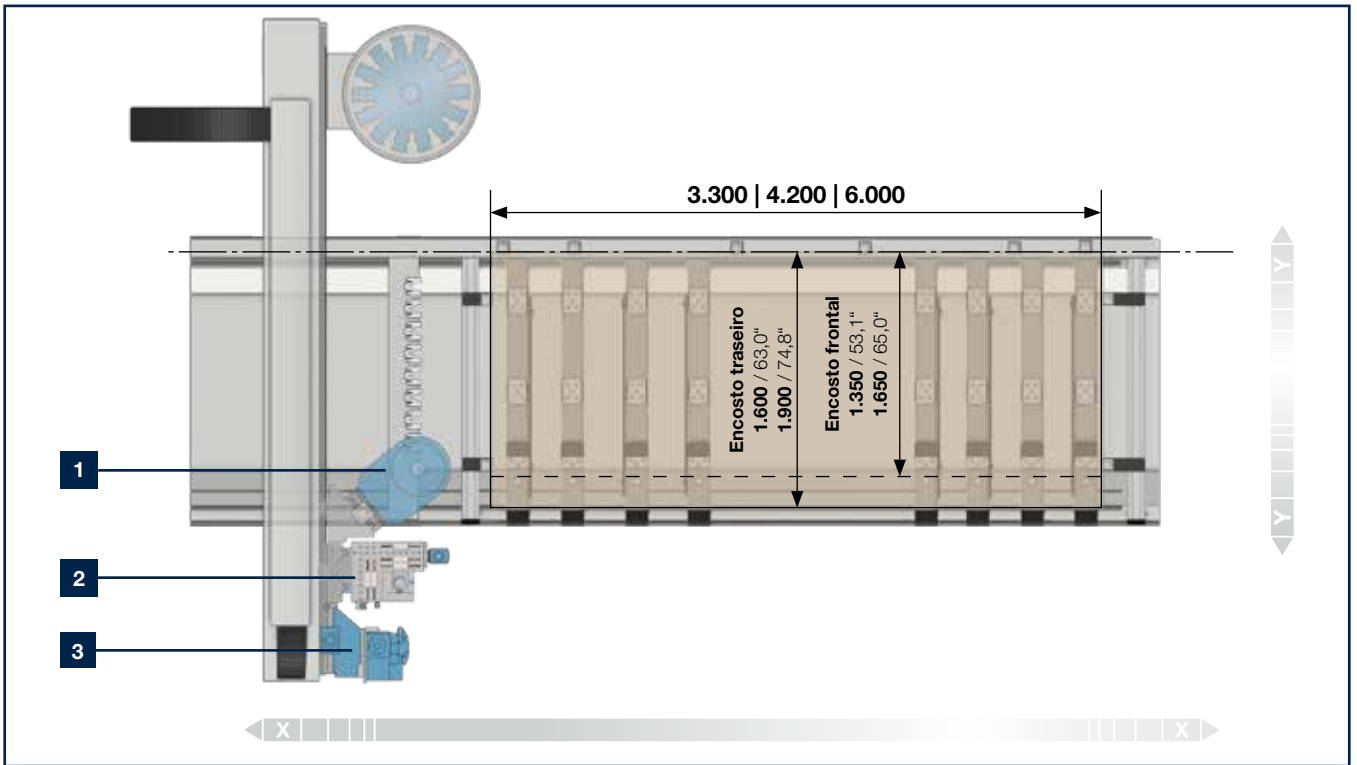 3.300 | 4.200 | 6.000
Encosto traseiro
1.600 / 63,0“
1.900 / 74,8“
Encosto frontal
1.350 / 53,1“
1.650 / 65,0“
Y
Y
1
2
3
X
X